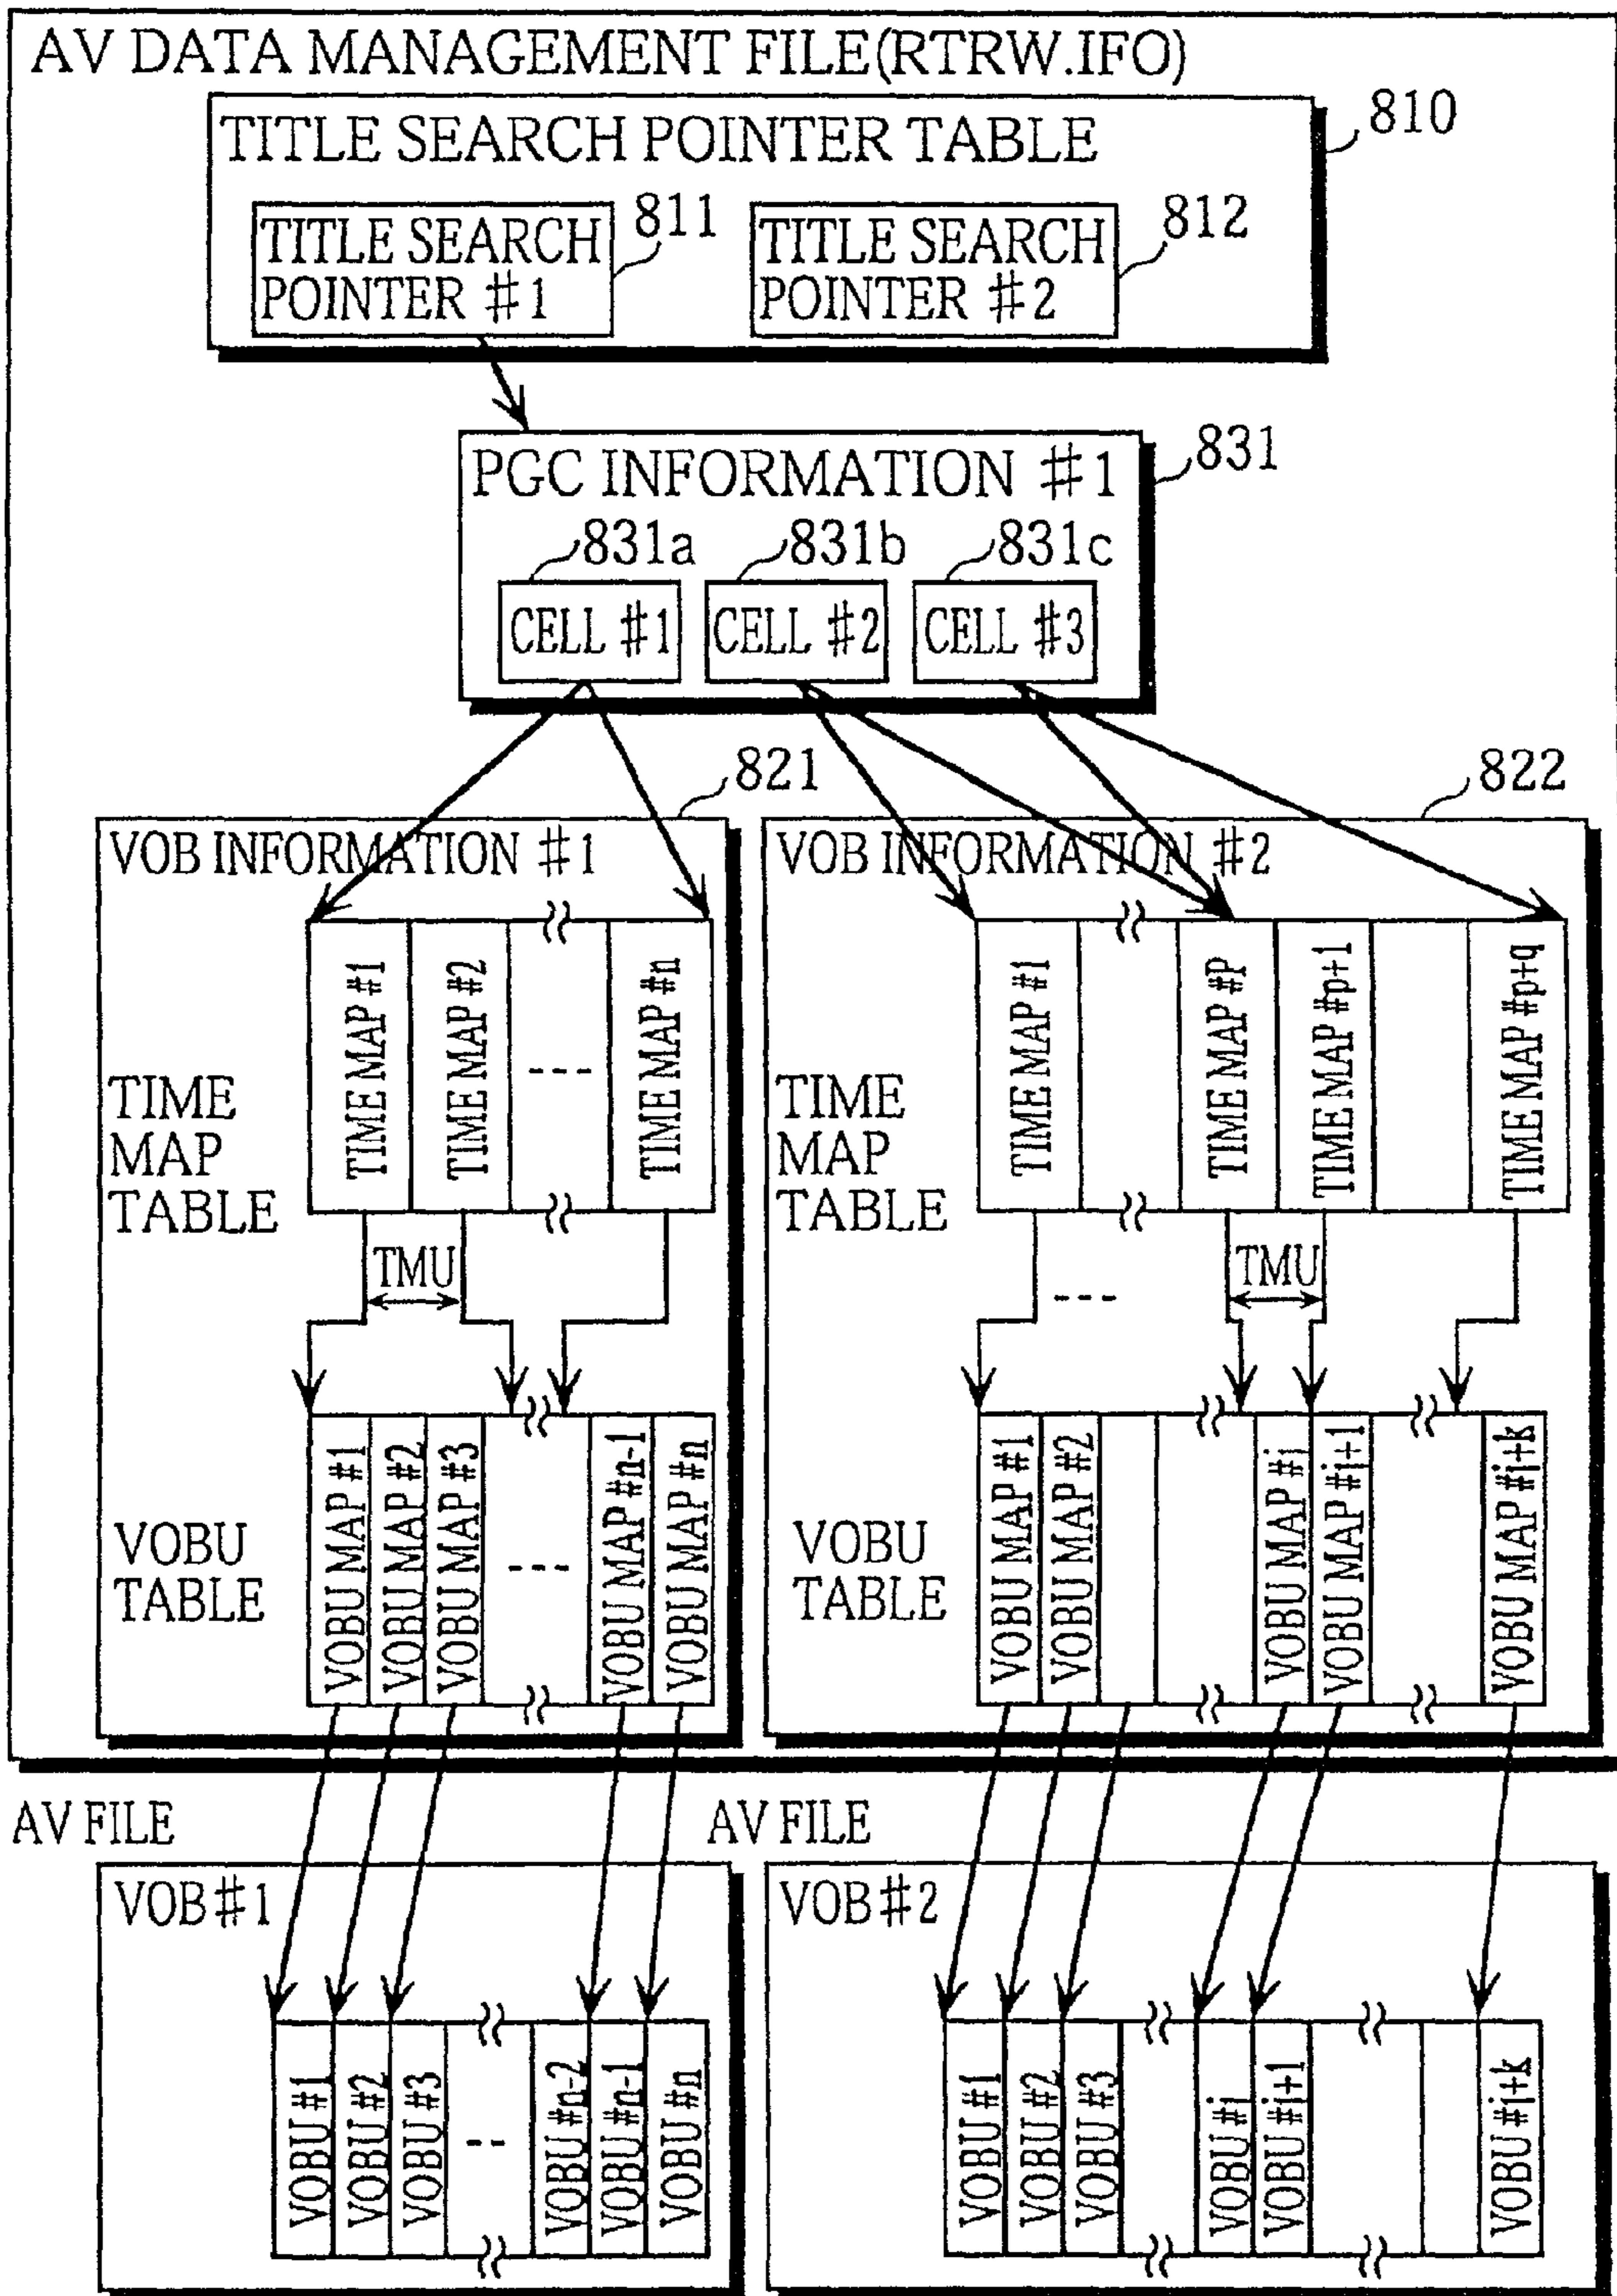 AV DATA MANAGEMENT FILE(RTRW.IFO)
TITLE SEARCH POINTER TABLE
810
TITLE SEARCH
POINTER #1
811
TITLE SEARCH
POINTER #2
812
PGC INFORMATION #1
831
831a
831b
831c
CELL #1
CELL #2
CELL #3
821
822
VOB INFORMATION #1
TIME
MAP
TABLE
TIME MAP #1
TIME MAP #2
---
TIME MAP #n
TMU
VOBU
TABLE
VOBU MAP #1
VOBU MAP #2
VOBU MAP #3
---
VOBU MAP #n-1
VOBU MAP #n
VOB INFORMATION #2
TIME
MAP
TABLE
TIME MAP #1
TIME MAP #P
TIME MAP #p+1
TIME MAP #p+q
---
TMU
VOBU
TABLE
VOBU MAP #1
VOBU MAP #2
VOBU MAP #i
VOBU MAP #i+1
VOBU MAP #i+k
AV FILE
VOB#1
VOBU #1
VOBU #2
VOBU #3
--
VOBU #n-2
VOBU #n-1
VOBU #n
AV FILE
VOB#2
VOBU #1
VOBU #2
VOBU #3
VOBU #i
VOBU #i+1
VOBU #i+k